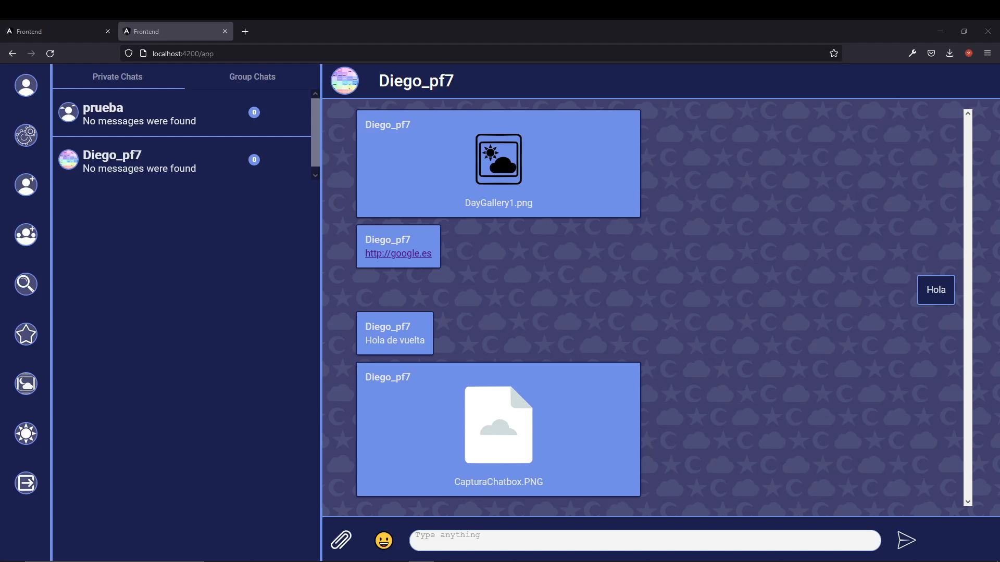 Frontend
Frontend
localhost:4200/app
Private Chats
Group Chats
prueba
No messages were found
0
Diego_pf7
No messages were found
0
Diego_pf7
Diego_pf7
DayGallery1.png
Diego_pf7
http://google.es
Hola
Diego_pf7
Hola de vuelta
Diego_pf7
CapturaChatbox.PNG
Type anything